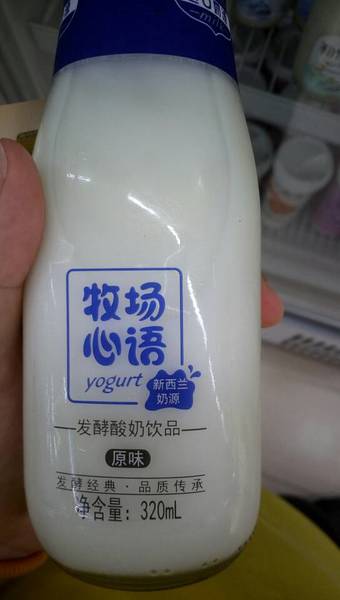 milk
牧场
心语
yogurt
新西兰
奶源
发酵酸奶饮品
原味
发酵经典·品质传承
净含量: 320mL